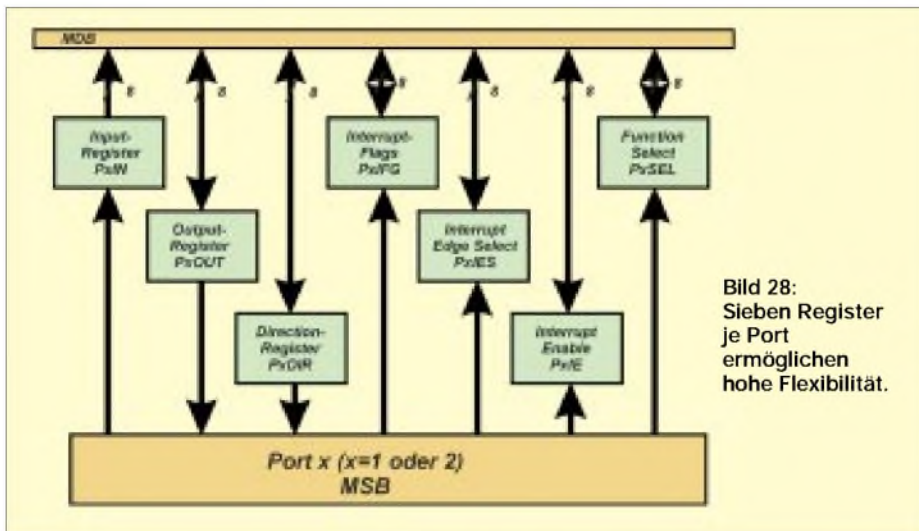 MDB
8 8 8 8 8 8 8
Input-
Register
PxIN
Interrupt-
Flags
PxIFG
Function
Select
PxSEL
Output-
Register
PxOUT
Interrupt
Edge Select
PxIES
Direction-
Register
PxDIR
Interrupt
Enable
PxIE
Bild 28:
Sieben Register
je Port
ermöglichen
hohe Flexibilität.
Port x (x=1 oder 2)
MSB